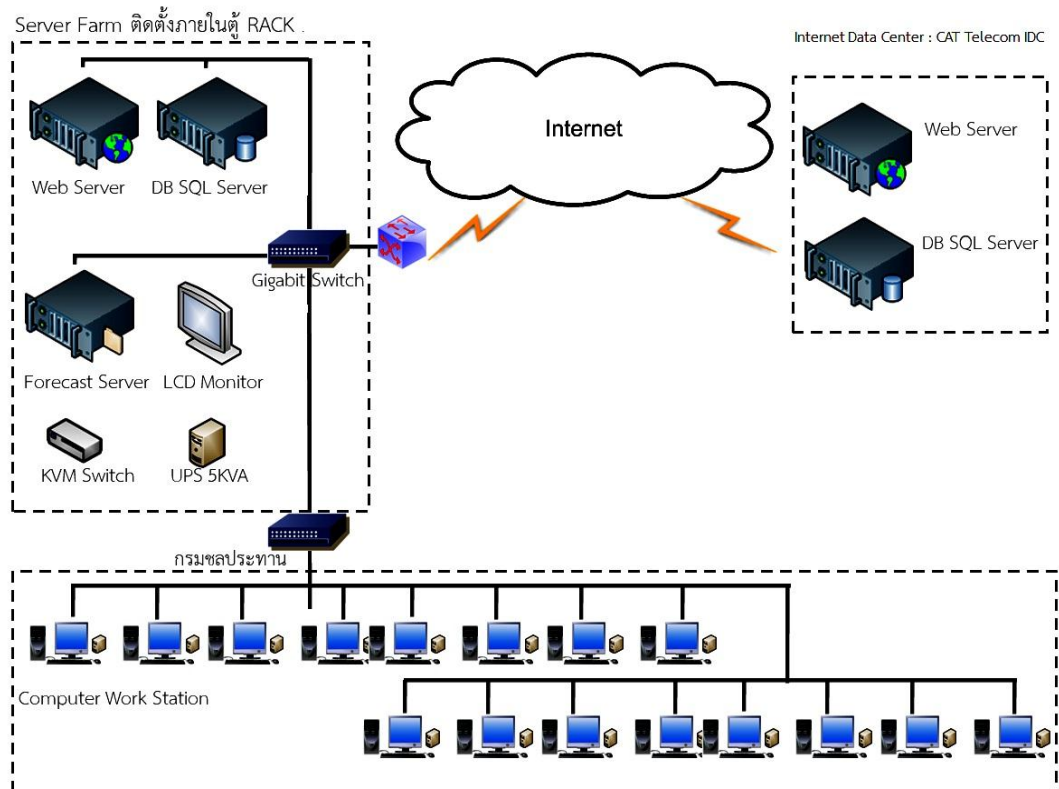 Server Farm ติดตั้งภายในตู้ RACK .
Internet Data Center : CAT Telecom IDC
Web Server
DB SQL Server
Internet
Web Server
DB SQL Server
Gigabit Switch
Forecast Server
LCD Monitor
KVM Switch
UPS 5KVA
กรมชลประทาน
Computer Work Station